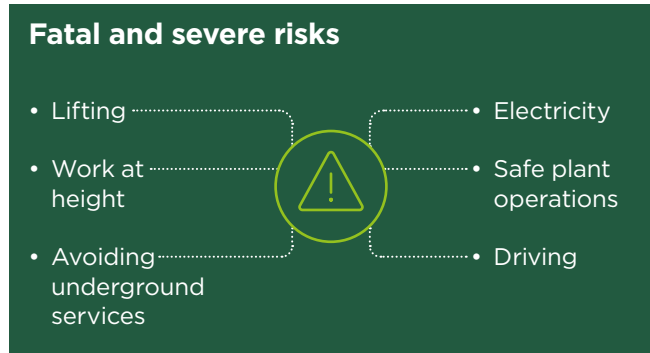 Fatal and severe risks
• Lifting
• Work at
height
• Avoiding
underground
services
• Electricity
• Safe plant
operations
• Driving